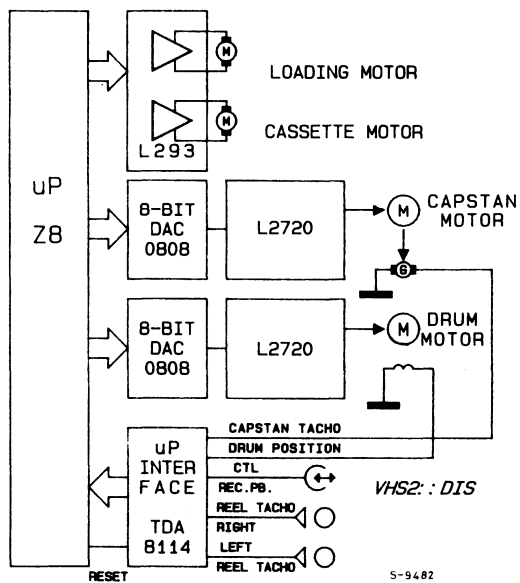 uP
Z8
M
M
L293
LOADING MOTOR
CASSETTE MOTOR
8-BIT
DAC
0808
L2720
M
CAPSTAN
MOTOR
G
8-BIT
DAC
0808
L2720
M
DRUM
MOTOR
uP
INTER
FACE
TDA
8114
CAPSTAN TACHO
DRUM POSITION
CTL
REC.PB.
REEL TACHO
RIGHT
LEFT
REEL TACHO
VHS2::DIS
RESET
S-9482